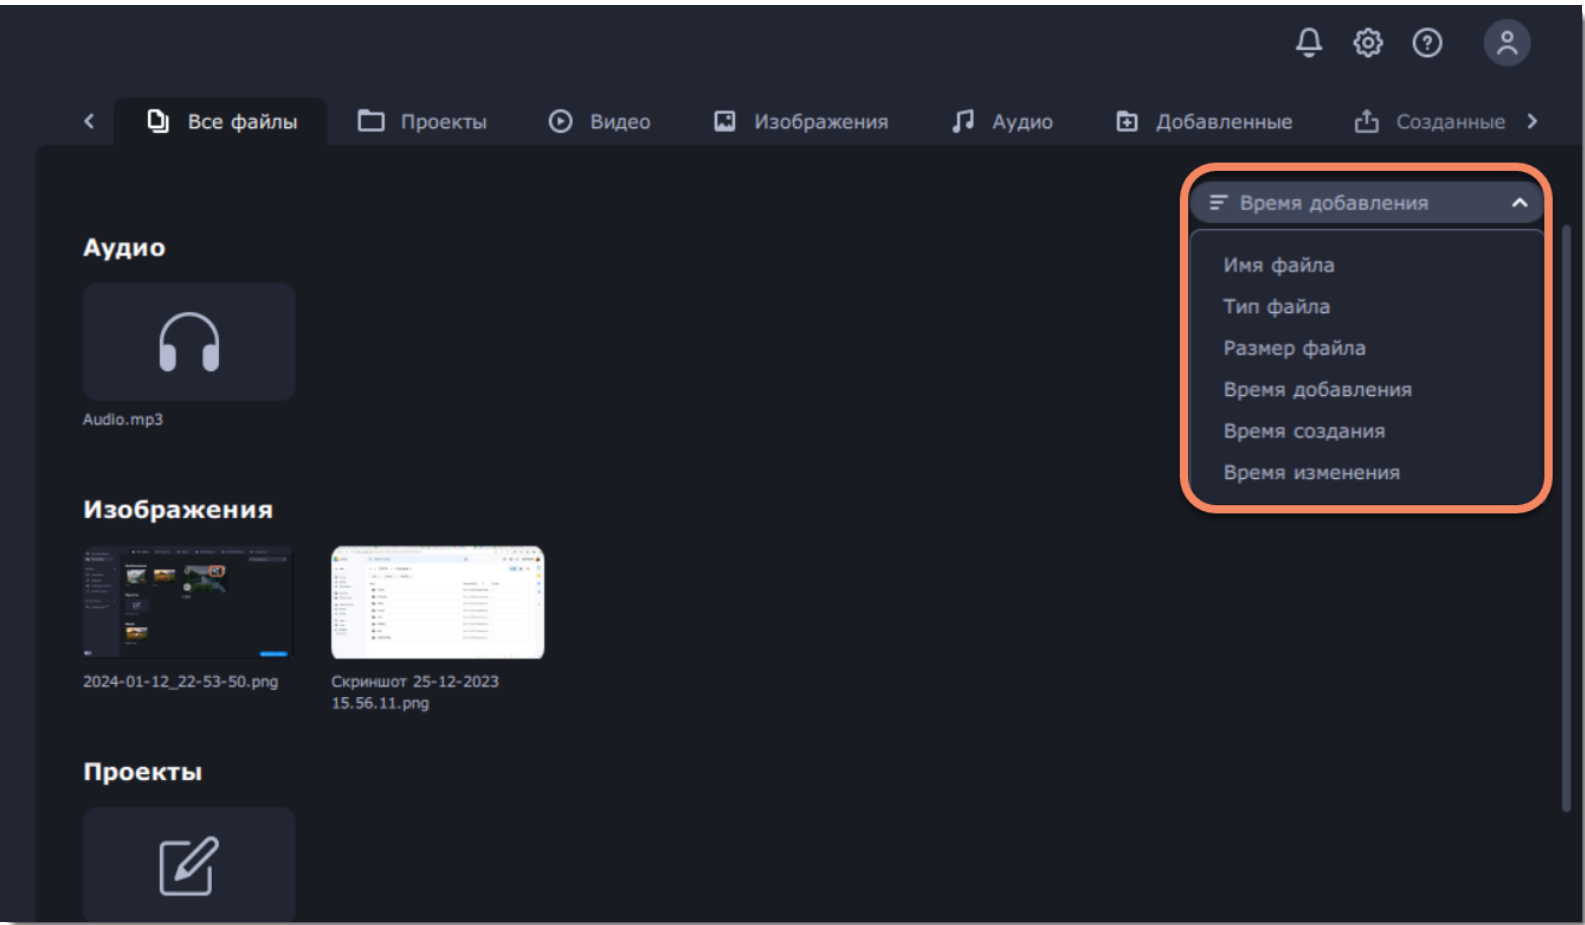 Все файлы
Проекты
Видео
Изображения
Аудио
Добавленные
Созданные
Время добавления
Имя файла
Тип файла
Размер файла
Время добавления
Время создания
Время изменения
Аудио
Audio.mp3
Изображения
2024-01-12_22-53-50.png
Скриншот 25-12-2023
15.56.11.png
Проекты